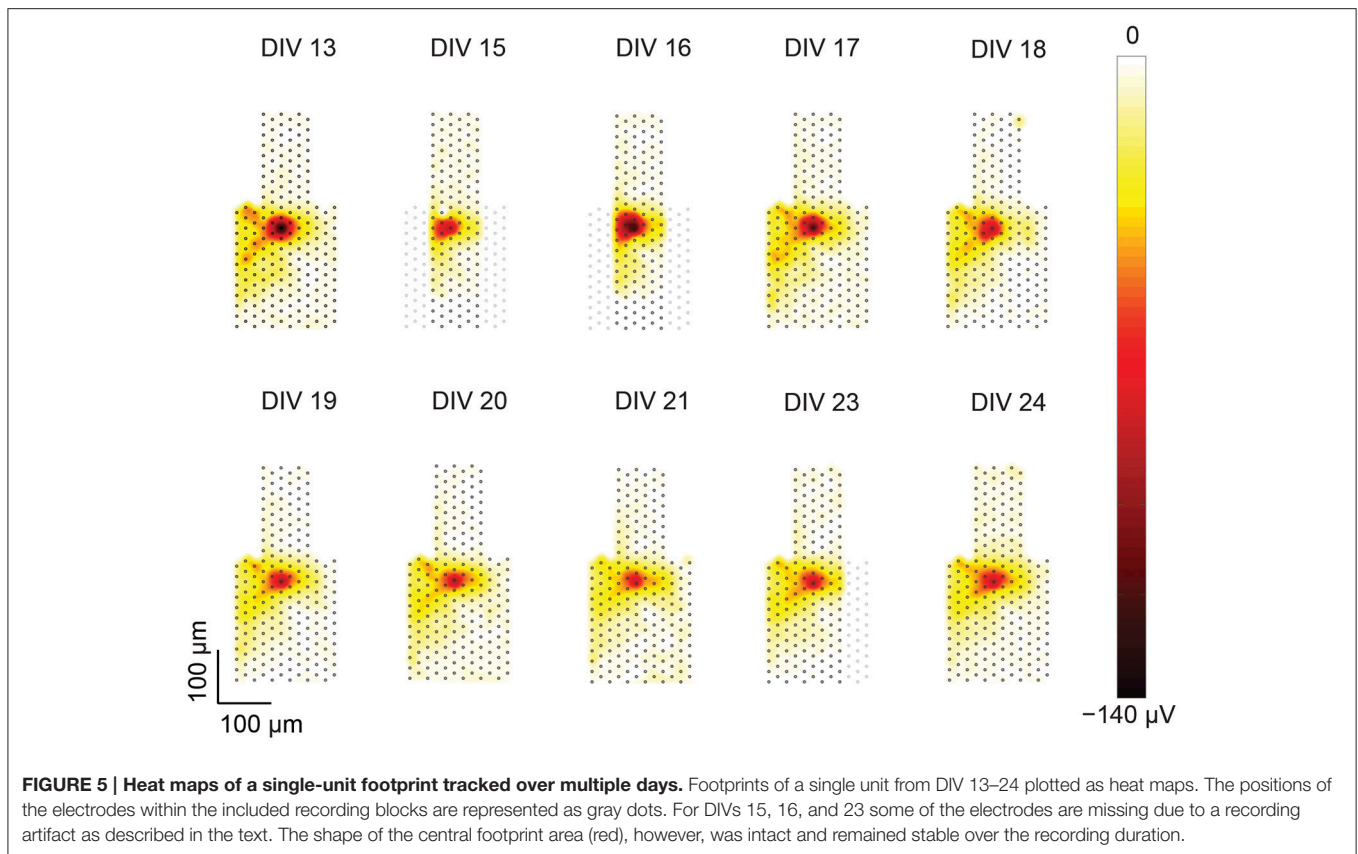 DIV 13 DIV 15 DIV 16 DIV 17 DIV 18 0
DIV 19 DIV 20 DIV 21 DIV 23 DIV 24
100 µm
100 µm
−140 µV
FIGURE 5 | Heat maps of a single-unit footprint tracked over multiple days. Footprints of a single unit from DIV 13–24 plotted as heat maps. The positions of
the electrodes within the included recording blocks are represented as gray dots. For DIVs 15, 16, and 23 some of the electrodes are missing due to a recording
artifact as described in the text. The shape of the central footprint area (red), however, was intact and remained stable over the recording duration.